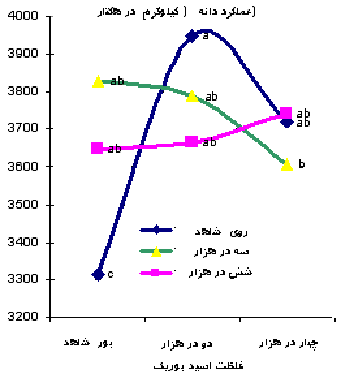 عملکرد دانه ( کیلوگرم در هکتار)
4000
3900
3800
3700
3600
3500
3400
3300
3200
a
ab
ab
ab
ab
ab
ab
b
c
روی شاهد
سه در هزار
شش در هزار
بور شاهد
دو در هزار
چهار در هزار
غلظت اسید بوریک